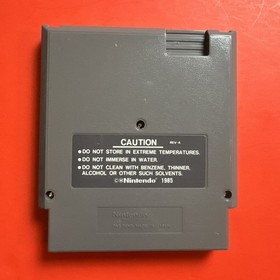 CAUTION
● DO NOT STORE IN EXTREME TEMPERATURES.
● DO NOT IMMERSE IN WATER.
● DO NOT CLEAN WITH BENZENE, THINNER,
ALCOHOL OR OTHER SUCH SOLVENTS.
©Nintendo 1985